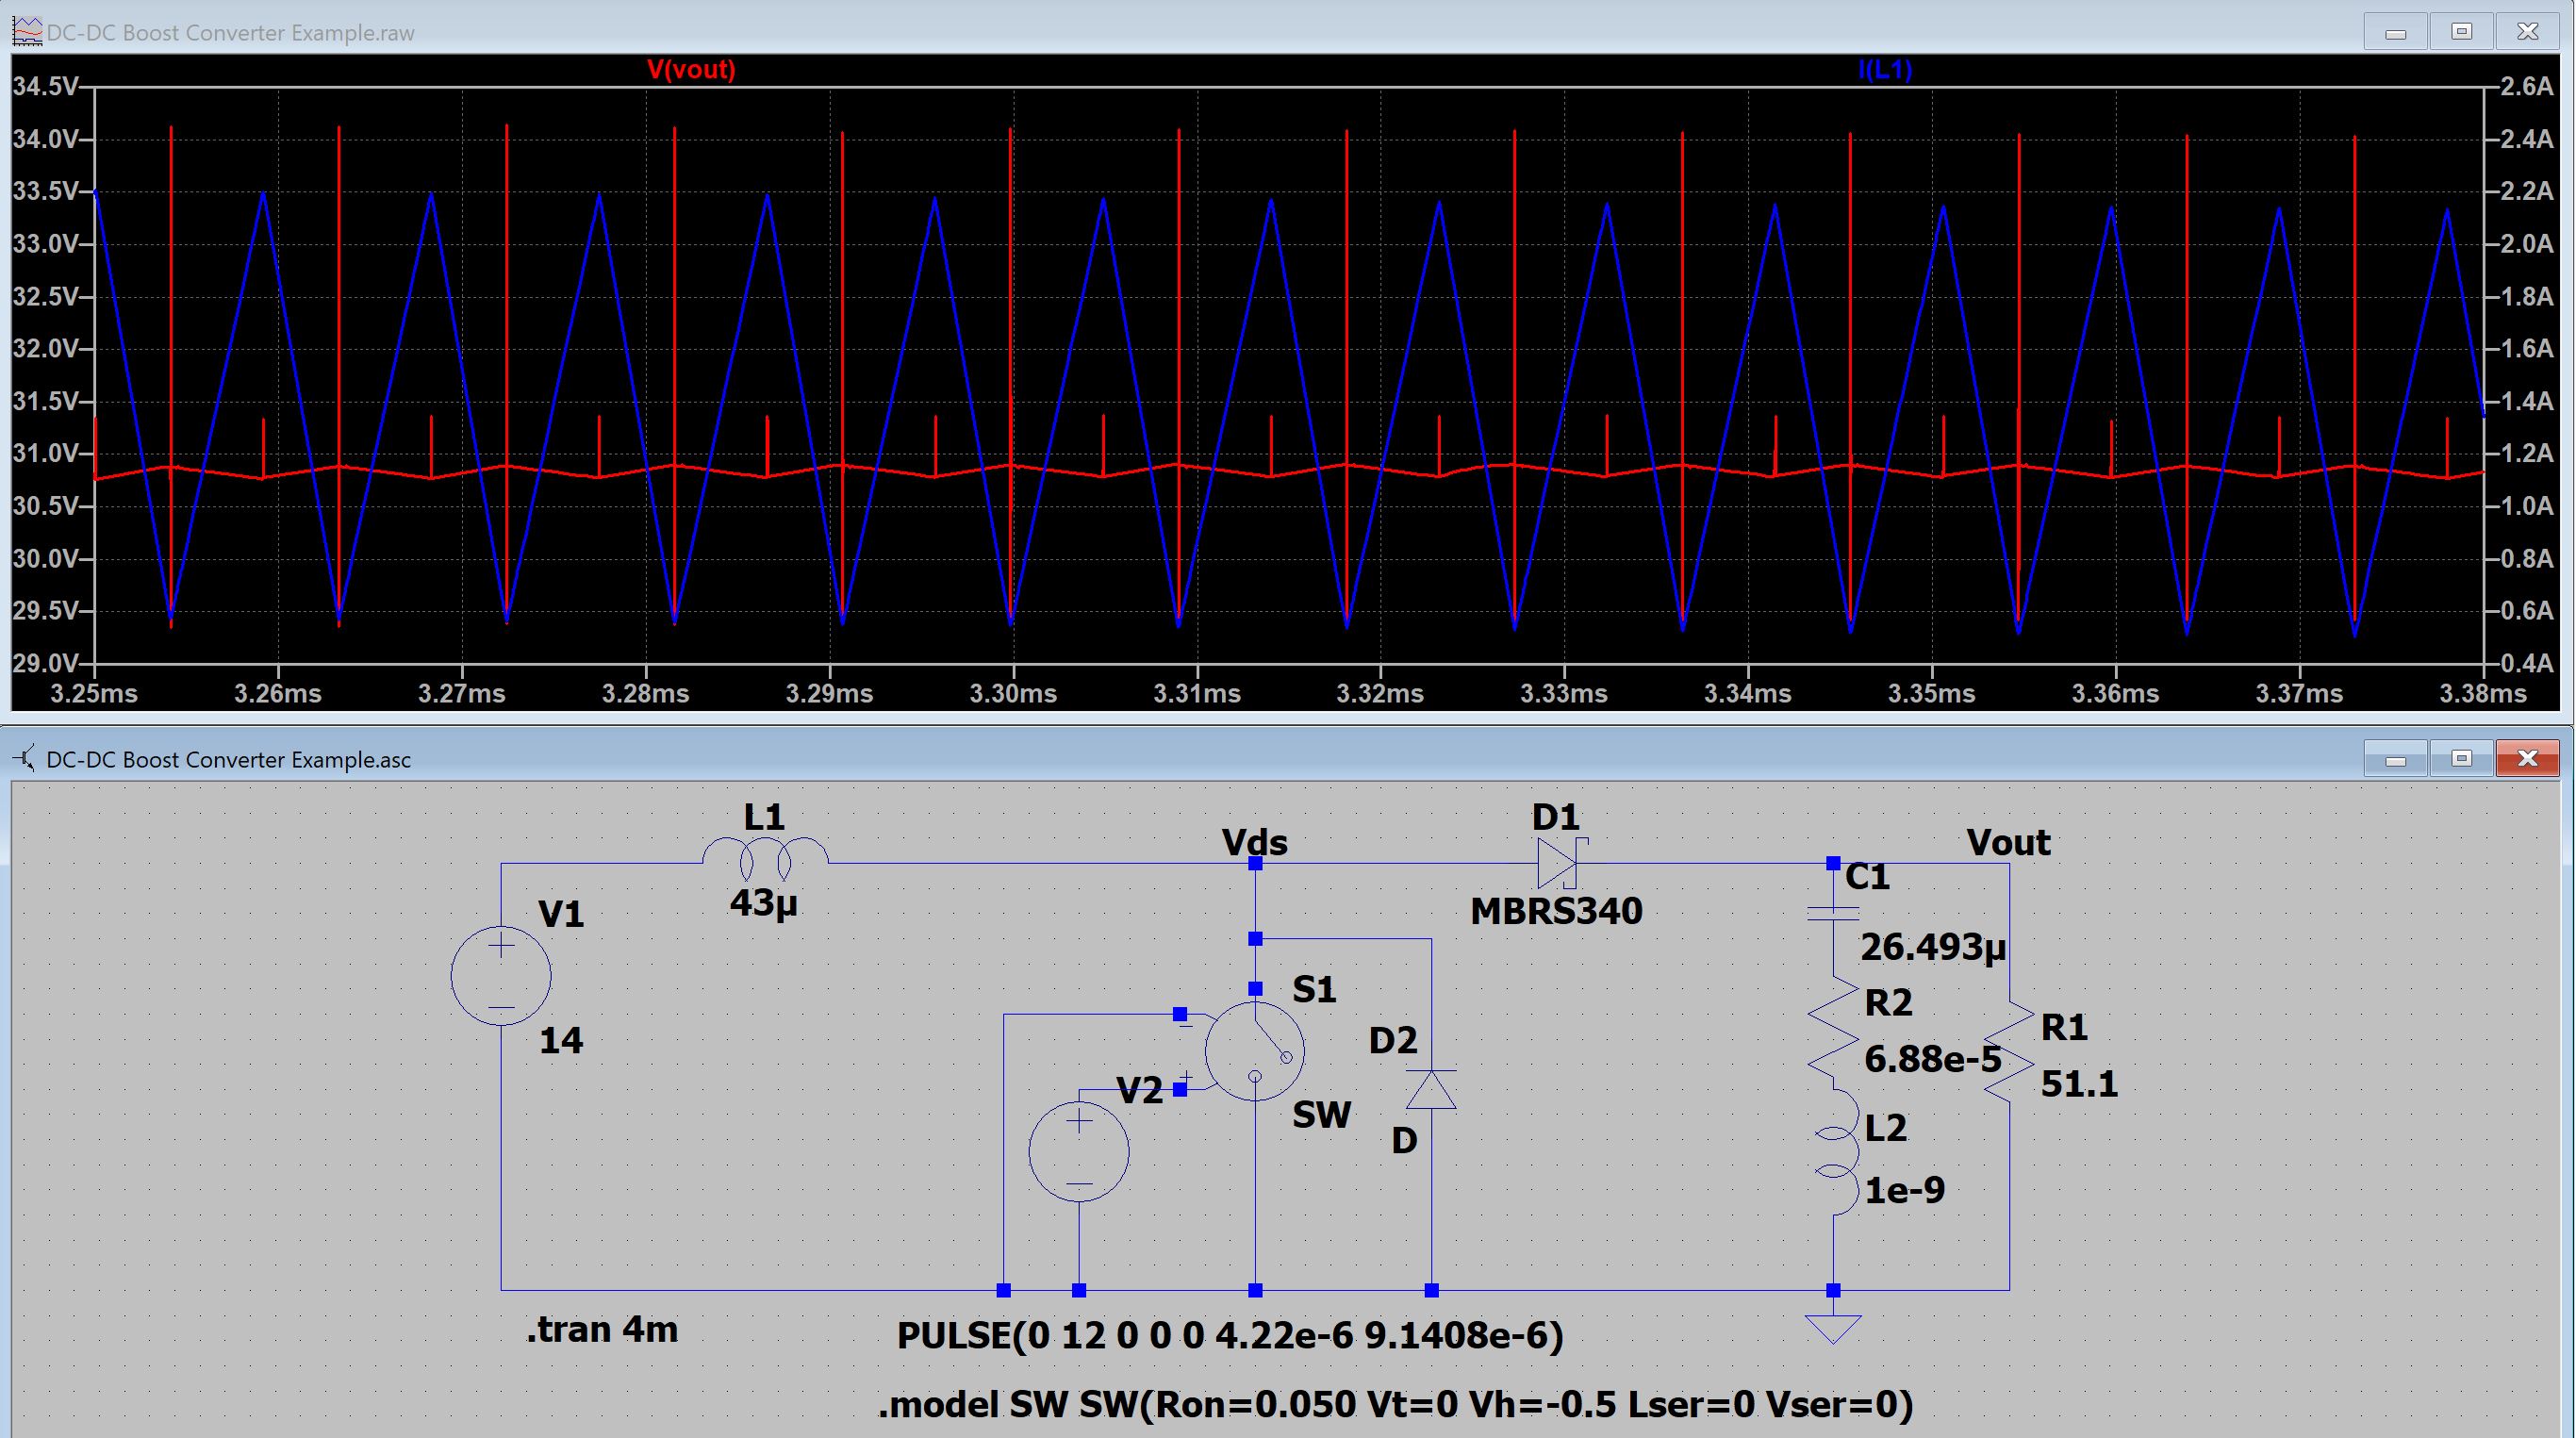 DC-DC Boost Converter Example.raw
V(vout) I(L1)
34.5V 2.6A
34.0V 2.4A
33.5V 2.2A
33.0V 2.0A
32.5V 1.8A
32.0V 1.6A
31.5V 1.4A
31.0V 1.2A
30.5V 1.0A
30.0V 0.8A
29.5V 0.6A
29.0V 0.4A
3.25ms 3.26ms 3.27ms 3.28ms 3.29ms 3.30ms 3.31ms 3.32ms 3.33ms 3.34ms 3.35ms 3.36ms 3.37ms 3.38ms
DC-DC Boost Converter Example.asc
L1
43µ
Vds
D1
MBRS340
Vout
C1
26.493µ
V1
14
S1
SW
V2
D2
D
R2
6.88e-5
R1
51.1
L2
1e-9
.tran 4m
PULSE(0 12 0 0 0 4.22e-6 9.1408e-6)
.model SW SW(Ron=0.050 Vt=0 Vh=-0.5 Lser=0 Vser=0)